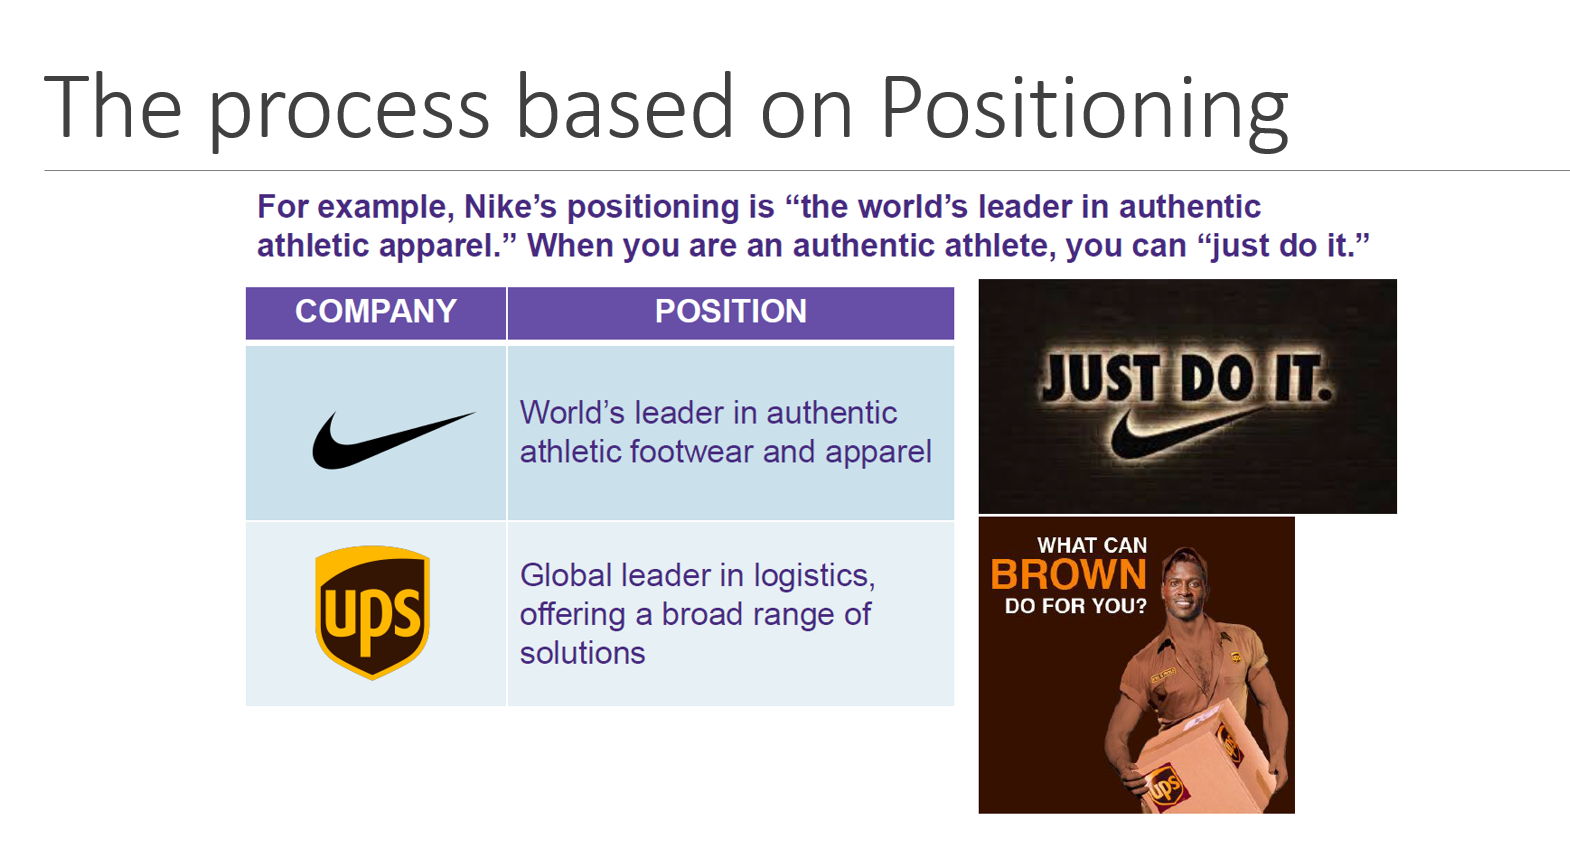 The process based on Positioning
For example, Nike’s positioning is “the world’s leader in authentic
athletic apparel.” When you are an authentic athlete, you can “just do it.”
COMPANY POSITION
World’s leader in authentic
athletic footwear and apparel
ups
Global leader in logistics,
offering a broad range of
solutions
JUST DO IT.
WHAT CAN
BROWN
DO FOR YOU?
ups
ups